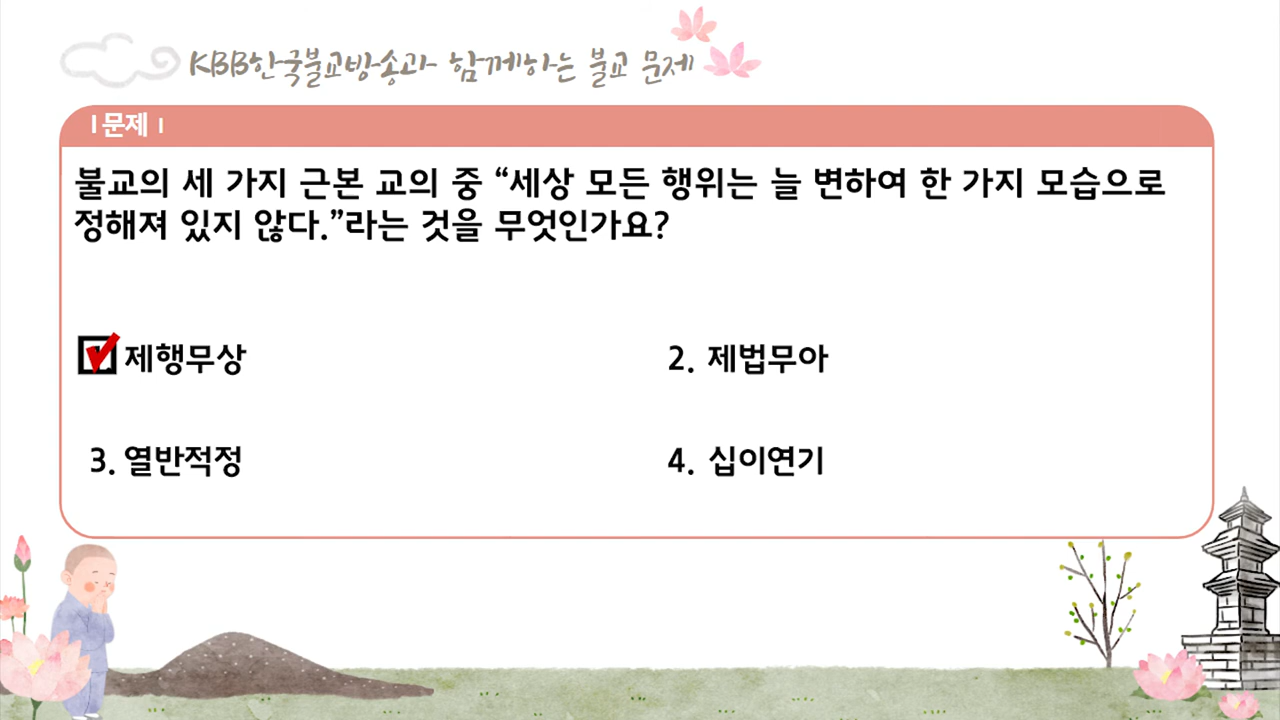 KBB한국불교방송과 함께하는 불교 문제
| 문제 |
불교의 세 가지 근본 교의 중 “세상 모든 행위는 늘 변하여 한 가지 모습으로
정해져 있지 않다.”라는 것을 무엇인가요?
제행무상
2. 제법무아
3. 열반적정
4. 십이연기